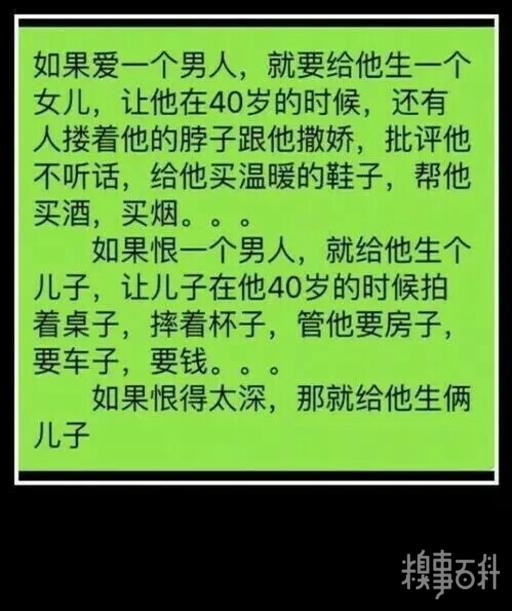 如果爱一个男人，就要给他生一个
女儿，让他在40岁的时候，还有
人搂着他的脖子跟他撒娇，批评他
不听话，给他买温暖的鞋子，帮他
买酒，买烟。。。
如果恨一个男人，就给他生个
儿子，让儿子在他40岁的时候拍
着桌子，摔着杯子，管他要房子，
要车子，要钱。。。
如果恨得太深，那就给他生俩
儿子
糗事百科